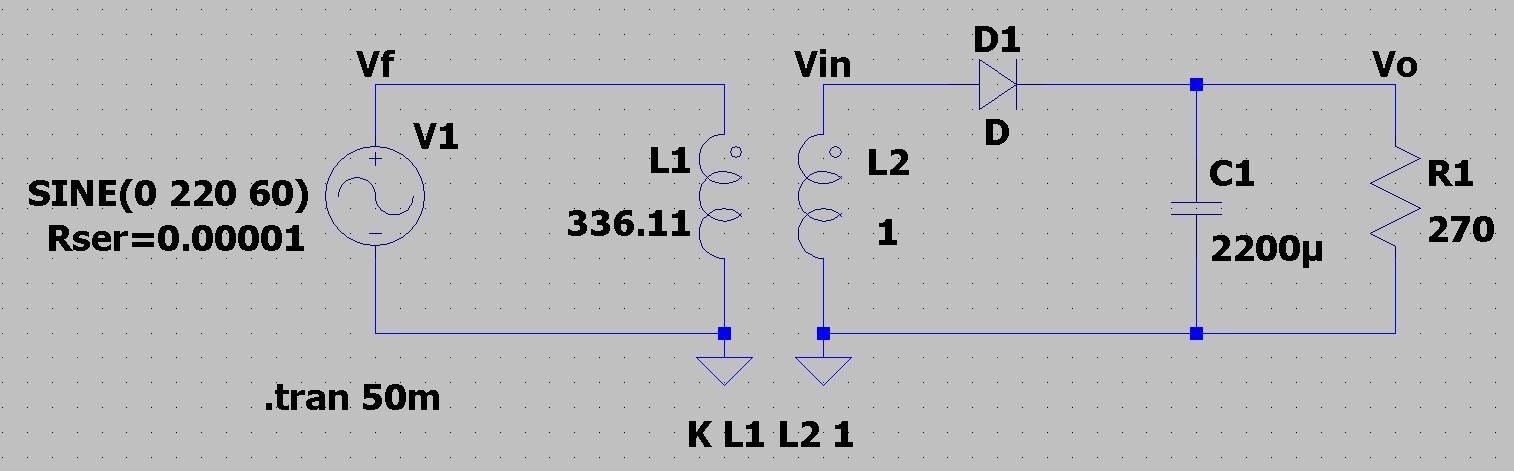 D1
Vf
Vin
Vo
V1
D
L1
L2
C1
R1
SINE(0 220 60)
336.11
1
2200µ
270
Rser=0.00001
.tran 50m
K L1 L2 1